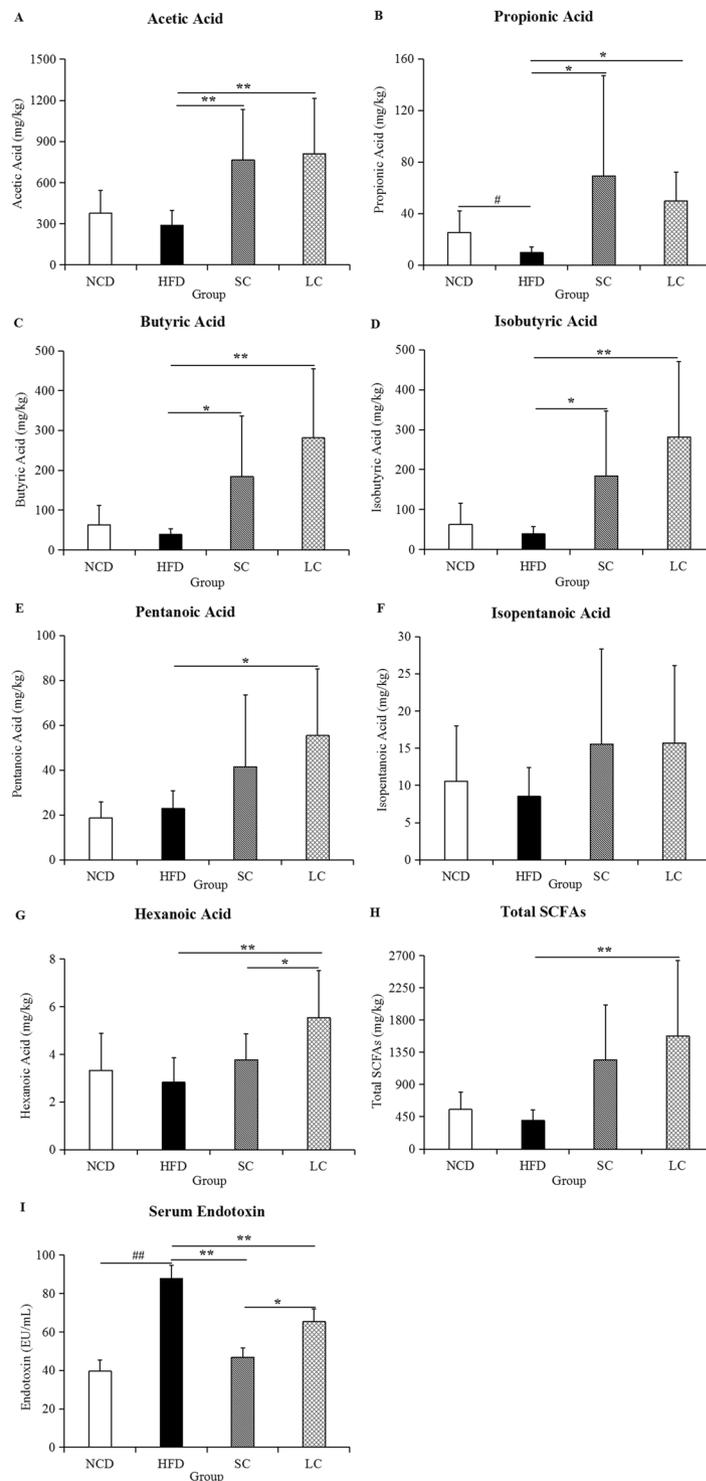 A
Acetic Acid
Acetic Acid (mg/kg)
1500
1200
900
600
300
0
**
**
NCD HFD SC LC
Group
B
Propionic Acid
Propionic Acid (mg/kg)
160
120
80
40
0
*
*
#
NCD HFD SC LC
Group
C
Butyric Acid
Butyric Acid (mg/kg)
500
400
300
200
100
0
**
*
NCD HFD SC LC
Group
D
Isobutyric Acid
Isobutyric Acid (mg/kg)
500
400
300
200
100
0
**
*
NCD HFD SC LC
Group
E
Pentanoic Acid
Pentanoic Acid (mg/kg)
100
80
60
40
20
0
*
NCD HFD SC LC
Group
F
Isopentanoic Acid
Isopentanoic Acid (mg/kg)
30
25
20
15
10
5
0
NCD HFD SC LC
Group
G
Hexanoic Acid
Hexanoic Acid (mg/kg)
8
6
4
2
0
**
*
NCD HFD SC LC
Group
H
Total SCFAs
Total SCFAs (mg/kg)
2700
2250
1800
1350
900
450
0
**
NCD HFD SC LC
Group
I
Serum Endotoxin
Endotoxin (EU/mL)
100
80
60
40
20
0
**
##
**
*
NCD HFD SC LC
Group